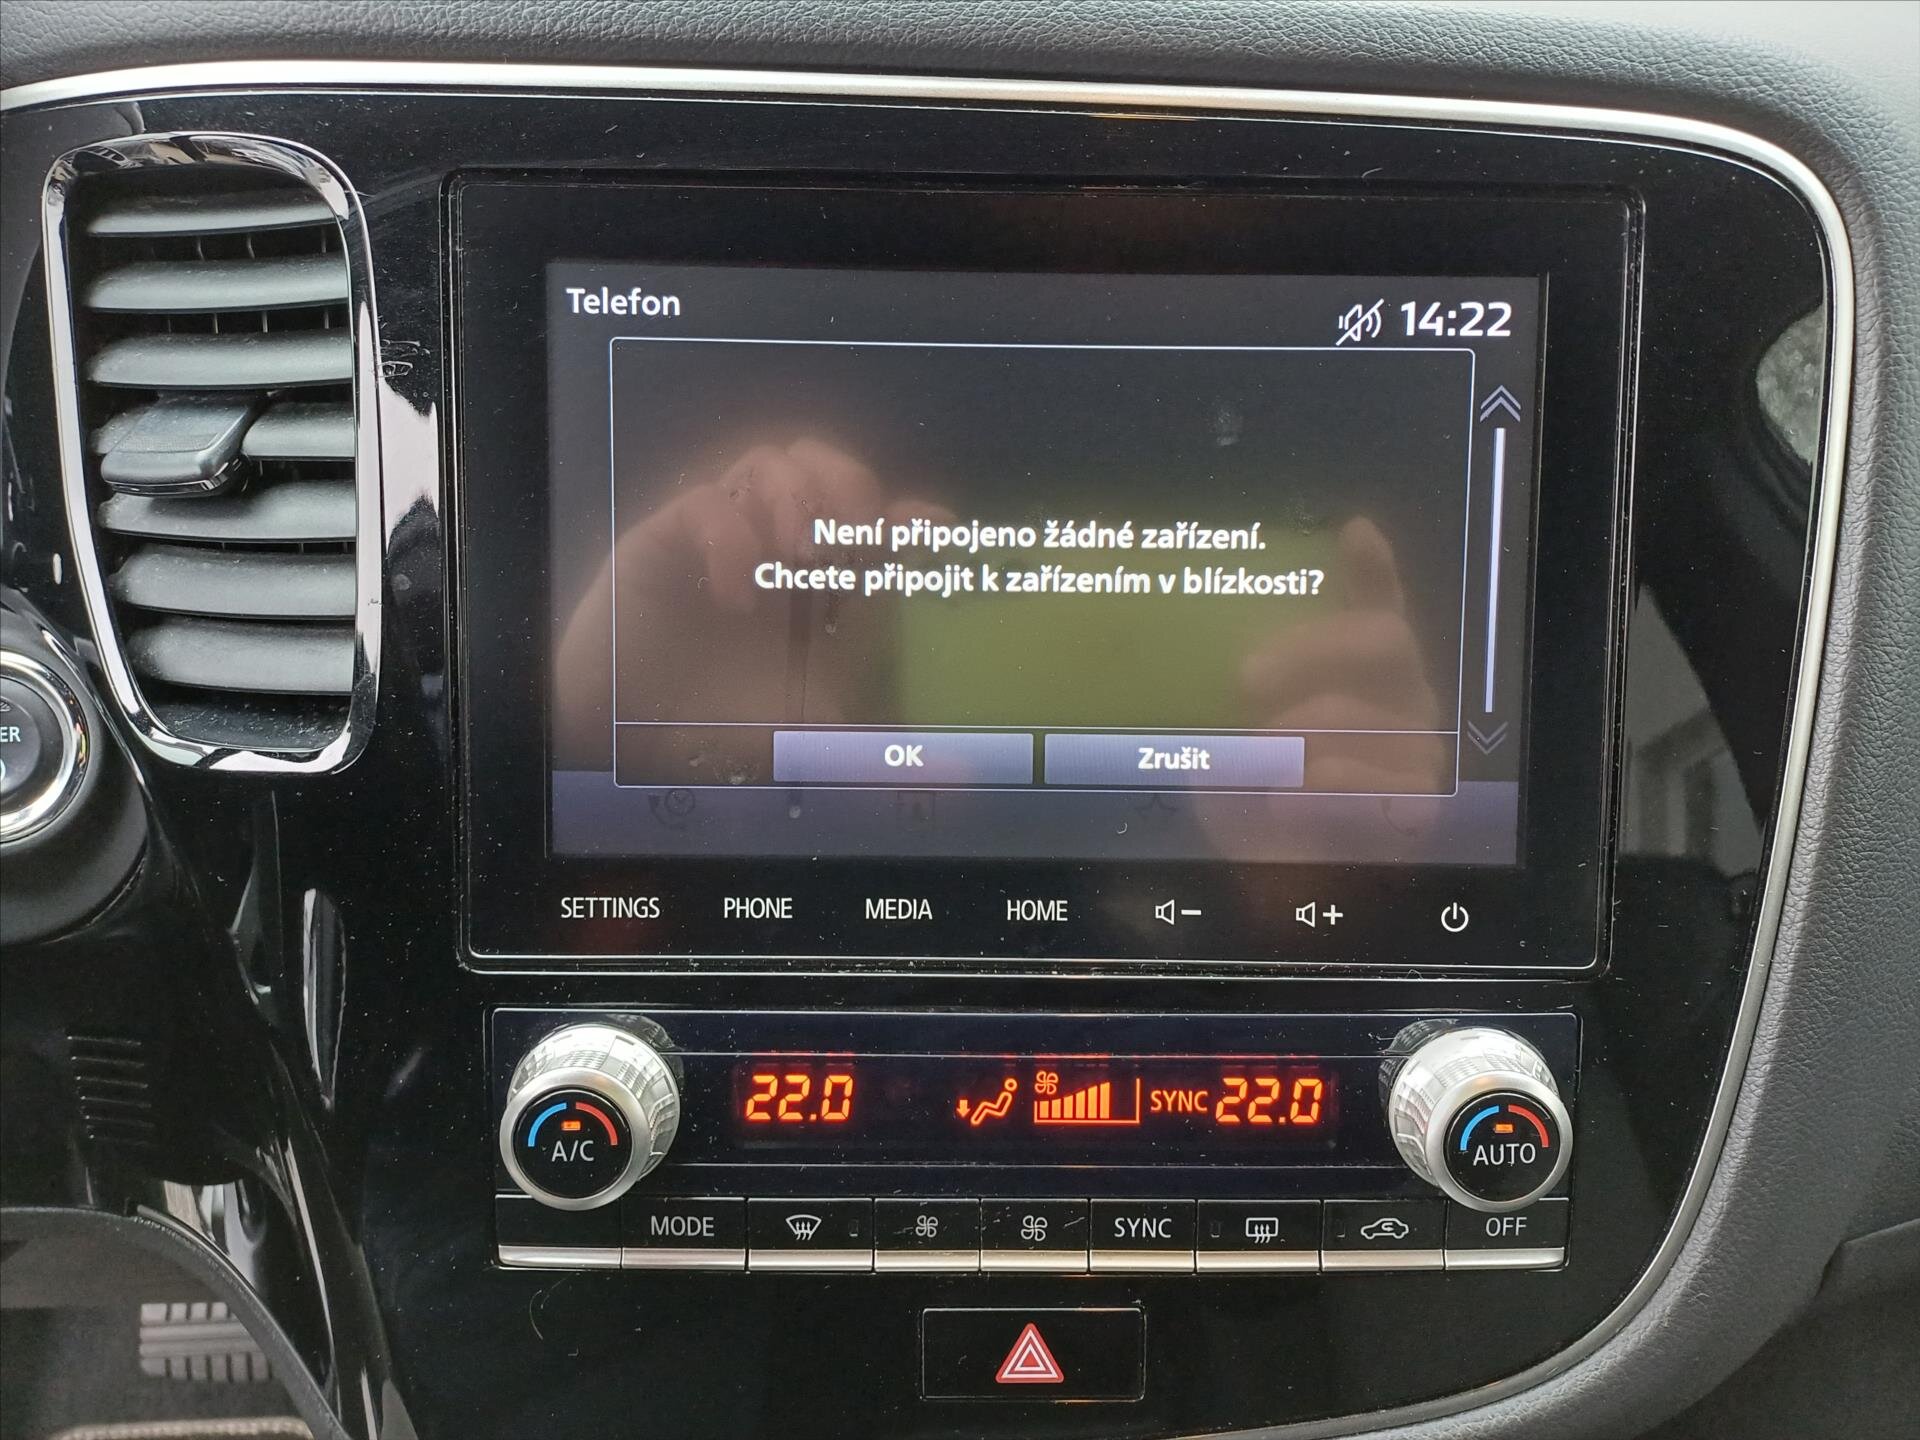 Telefon
14:22
Není připojeno žádné zařízení.
Chcete připojit k zařízením v blízkosti?
OK
Zrušit
SETTINGS
PHONE
MEDIA
HOME
ER
22.0
SYNC
22.0
A/C
AUTO
MODE
SYNC
OFF